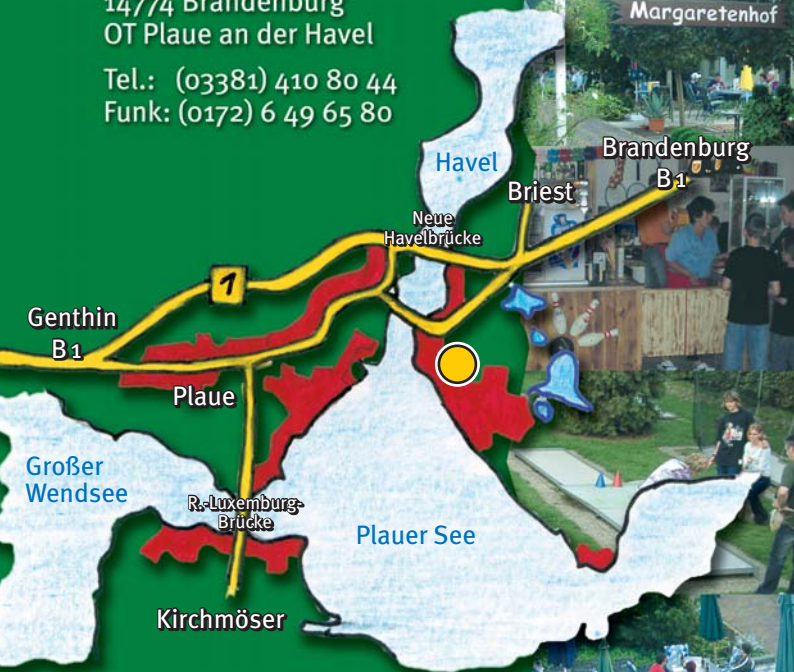 14774 Brandenburg
OT Plaue an der Havel
Tel.: (03381) 410 80 44
Funk: (0172) 6 49 65 80
Margaretenhof
Havel
Brandenburg
B1
Briest
Neue
Havelbrücke
1
Genthin
B1
Plaue
Großer
Wendsee
R.-Luxemburg-
Brücke
Plauer See
Kirchmöser